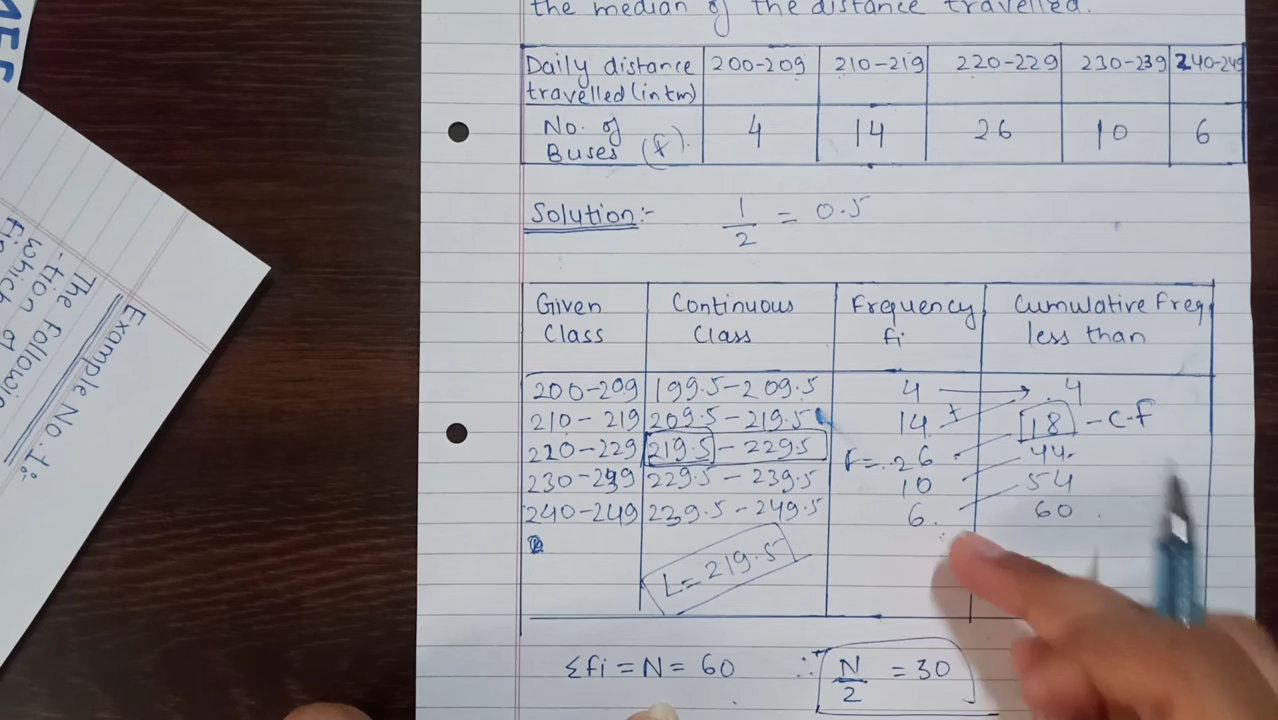 the median of the distance travelled.
Daily distance travelled (in km) 200-209 210-219 220-229 230-239 240-249
No. of Buses (f). 4 14 26 10 6
Solution:- 1/2 = 0.5
Given Class Continuous Class Frequency fi Cumulative Freq less than
200-209 199.5-209.5 4 4
210-219 209.5-219.5 14 18 - C.F
220-229 219.5-229.5 f= 26 44
230-239 229.5-239.5 10 54
240-249 239.5-249.5 6 60
L=219.5
Σfi = N = 60 ∴ N/2 = 30
Example No.1:
The followi
-tion of
which